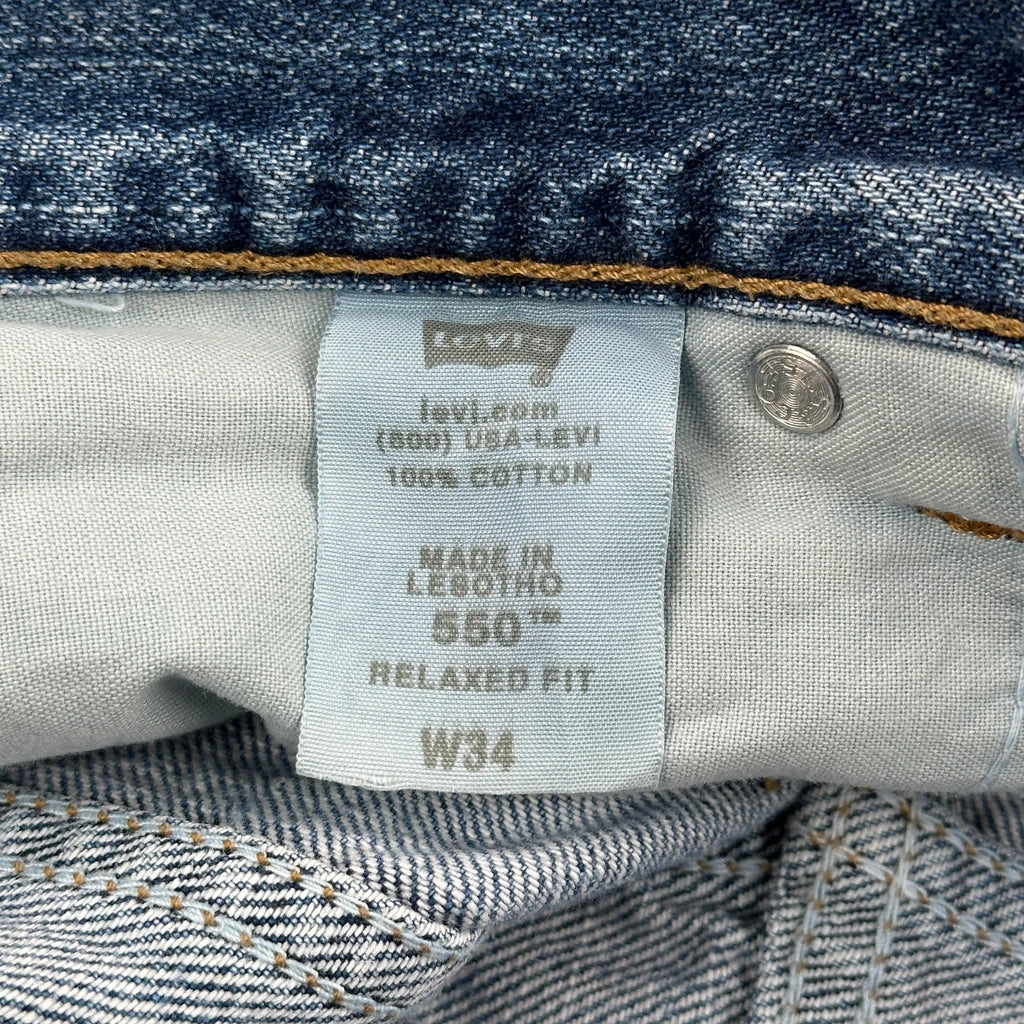 Levi's
levi.com
(800) USA-LEVI
100% COTTON
MADE IN
LESOTHO
550™
RELAXED FIT
W34